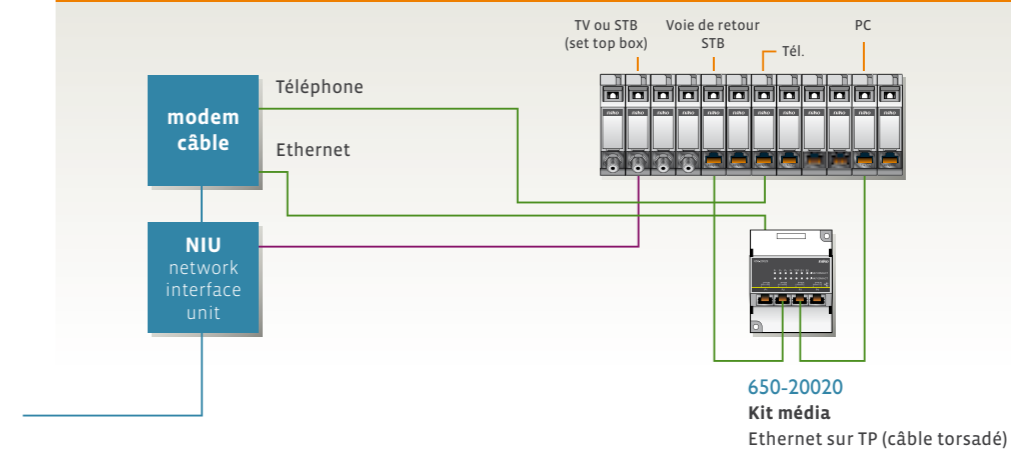 TV ou STB
(set top box)
Voie de retour
STB
Tél.
PC
Téléphone
modem
câble
Ethernet
NIU
network
interface
unit
650-20020
Kit média
Ethernet sur TP (câble torsadé)